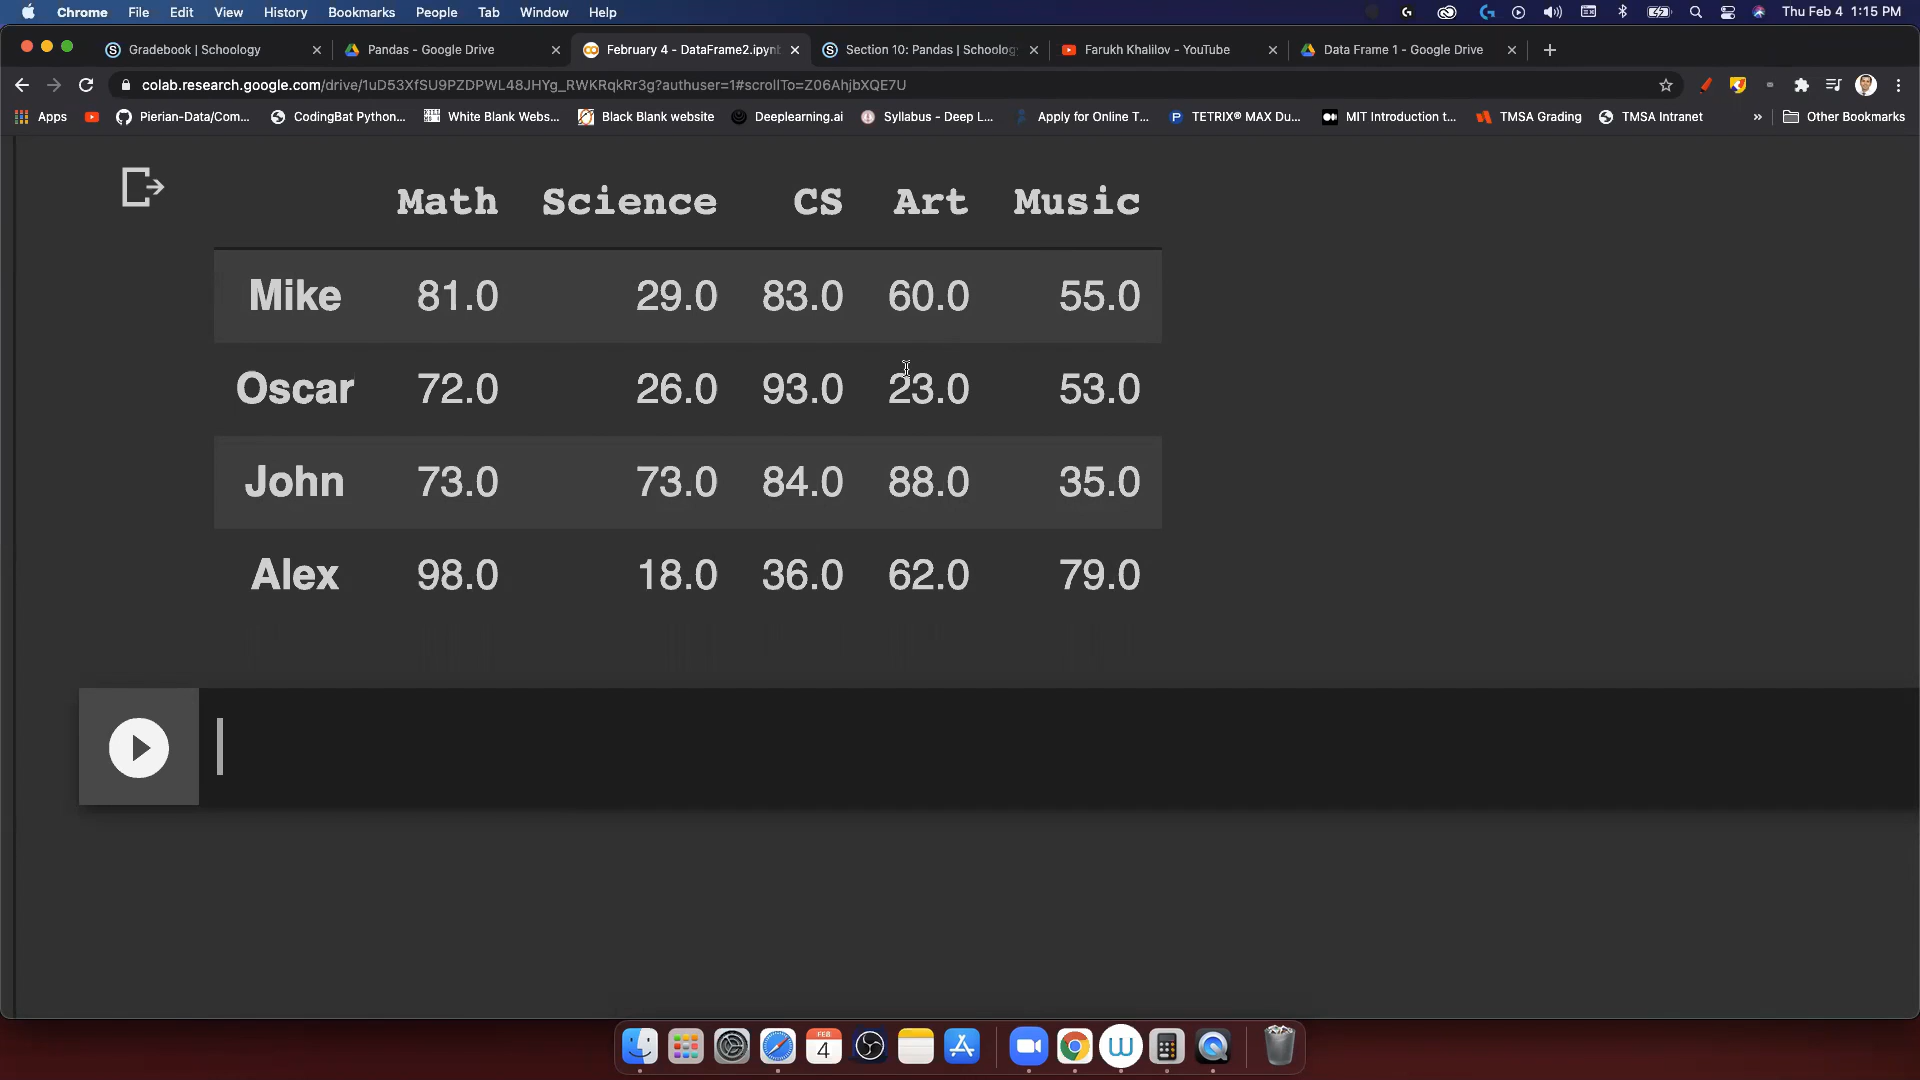 Chrome File Edit View History Bookmarks People Tab Window Help Thu Feb 4 1:15 PM
Gradebook | Schoology Pandas - Google Drive February 4 - DataFrame2.ipynb Section 10: Pandas | Schoology Farukh Khalilov - YouTube Data Frame 1 - Google Drive
colab.research.google.com/drive/1uD53XfSU9PZDPWL48JHYg_RWKRqkRr3g?authuser=1#scrollTo=Z06AhjbXQE7U
Apps Pierian-Data/Com... CodingBat Python... White Blank Webs... Black Blank website Deeplearning.ai Syllabus - Deep L... Apply for Online T... TETRIX® MAX Du... MIT Introduction t... TMSA Grading TMSA Intranet » Other Bookmarks
Math Science CS Art Music
Mike 81.0 29.0 83.0 60.0 55.0
Oscar 72.0 26.0 93.0 23.0 53.0
John 73.0 73.0 84.0 88.0 35.0
Alex 98.0 18.0 36.0 62.0 79.0
FEB
4